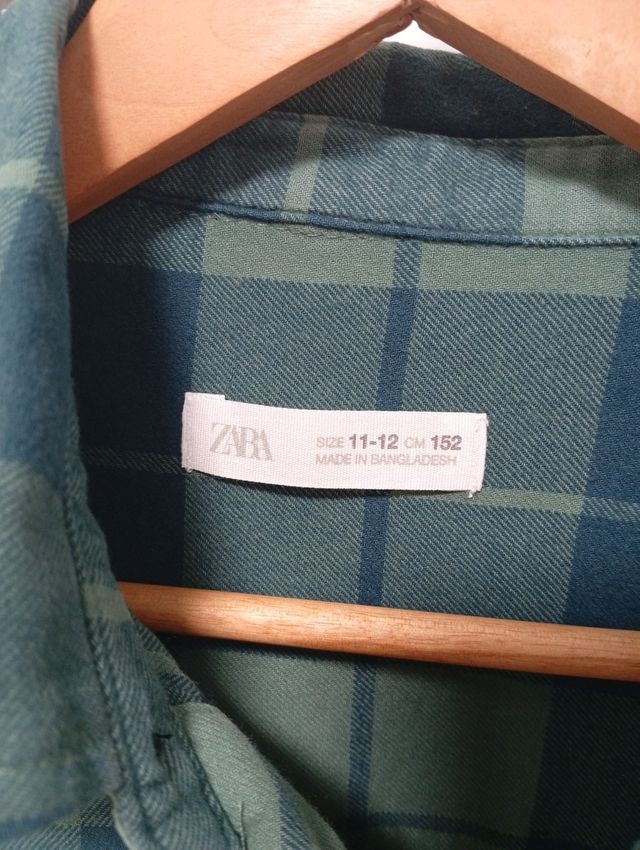 ZARA
SIZE 11-12 CM 152
MADE IN BANGLADESH